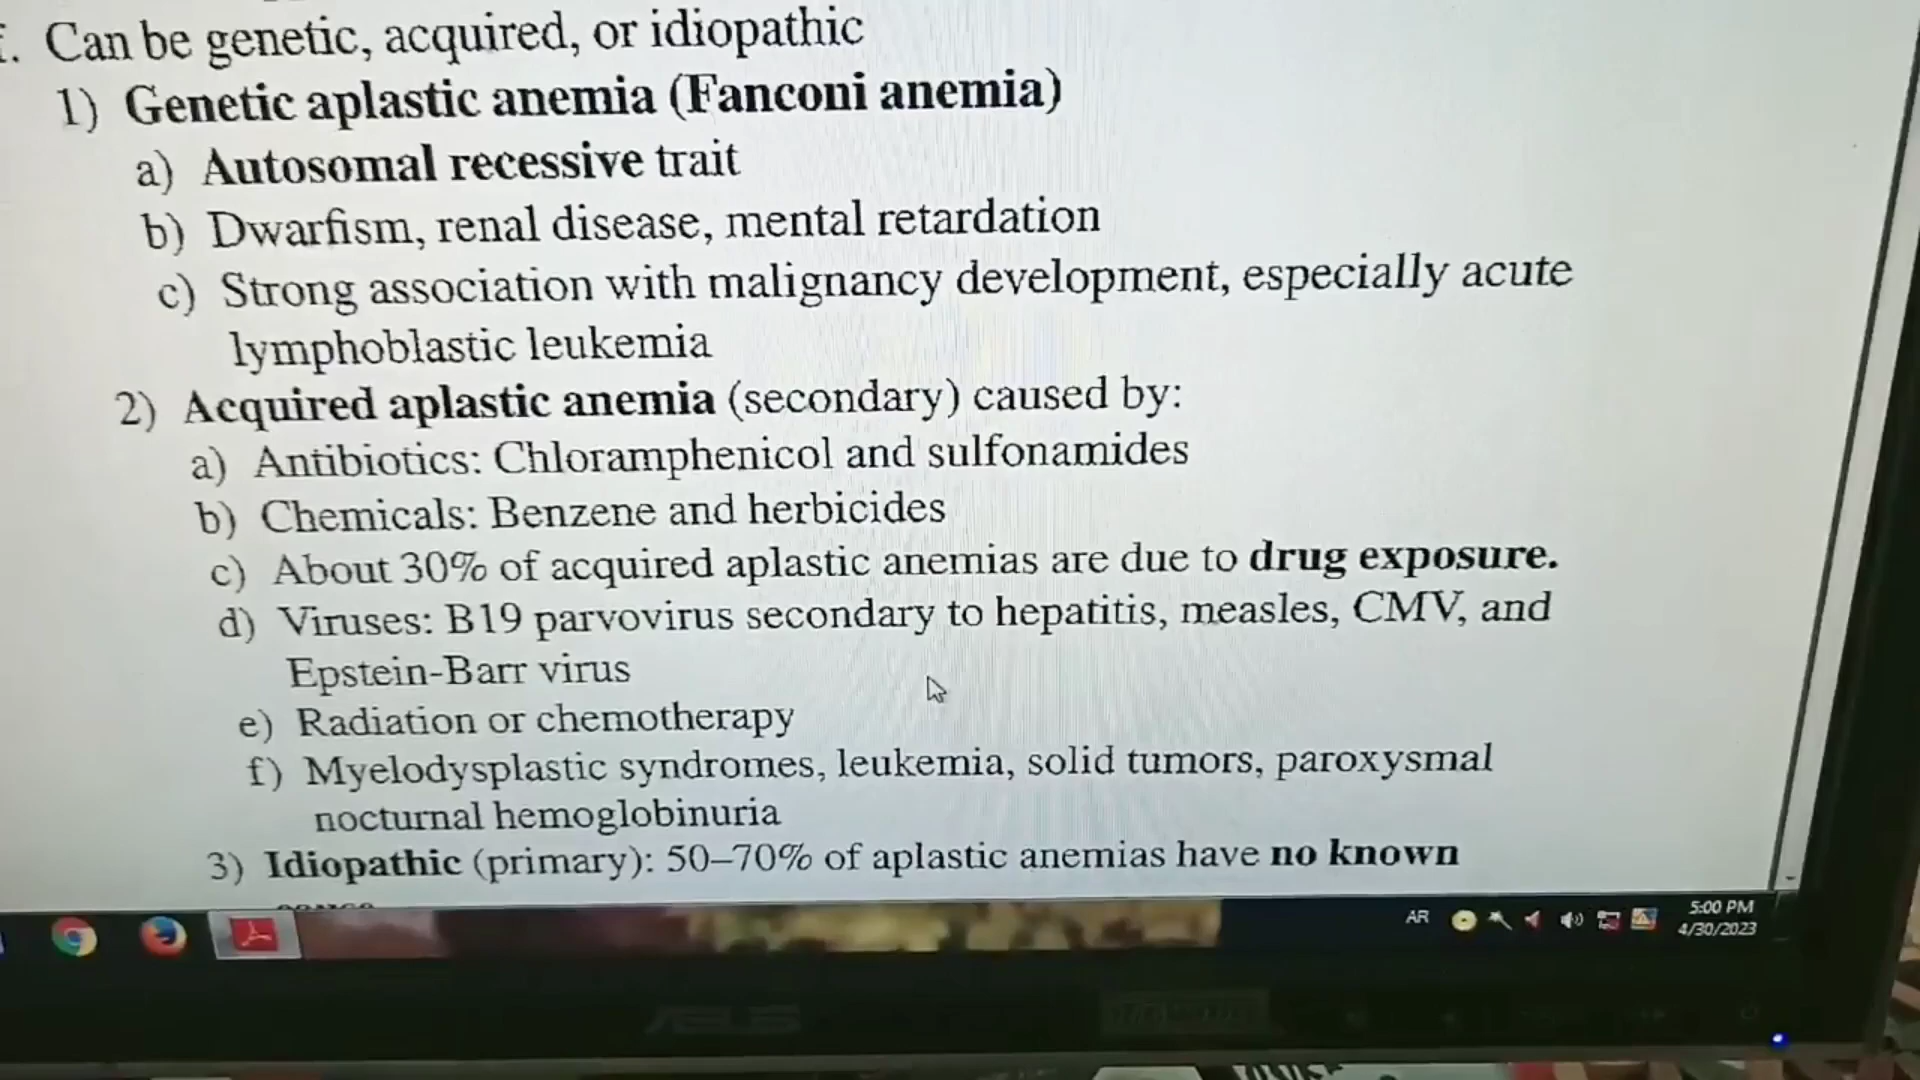 . Can be genetic, acquired, or idiopathic
1) Genetic aplastic anemia (Fanconi anemia)
a) Autosomal recessive trait
b) Dwarfism, renal disease, mental retardation
c) Strong association with malignancy development, especially acute
lymphoblastic leukemia
2) Acquired aplastic anemia (secondary) caused by:
a) Antibiotics: Chloramphenicol and sulfonamides
b) Chemicals: Benzene and herbicides
c) About 30% of acquired aplastic anemias are due to drug exposure.
d) Viruses: B19 parvovirus secondary to hepatitis, measles, CMV, and
Epstein-Barr virus
e) Radiation or chemotherapy
f) Myelodysplastic syndromes, leukemia, solid tumors, paroxysmal
nocturnal hemoglobinuria
3) Idiopathic (primary): 50–70% of aplastic anemias have no known
AR
5:00 PM
4/30/2023
ASUS